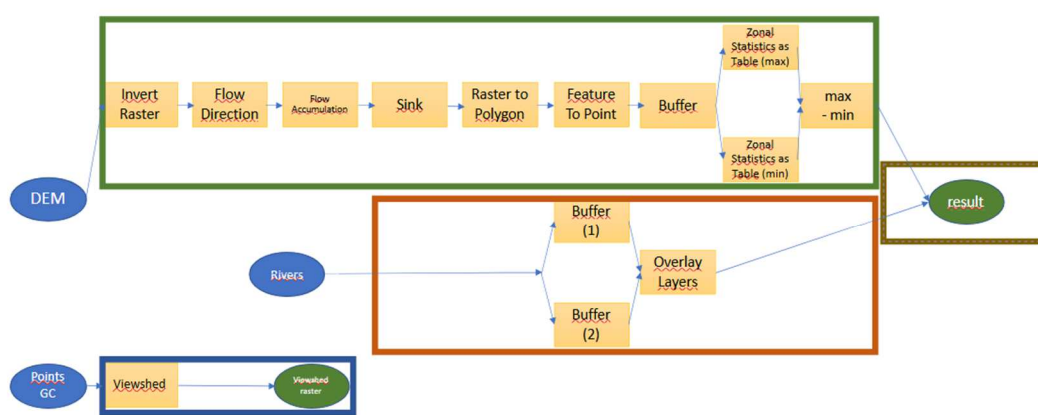 Invert
Raster
Flow
Direction
Flow
Accumulation
Sink
Raster to
Polygon
Feature
To Point
Buffer
Zonal
Statistics as
Table (max)
Zonal
Statistics as
Table (min)
max
- min
DEM
result
Rivers
Buffer
(1)
Buffer
(2)
Overlay
Layers
Points
GC
Viewshed
Viewshed
raster